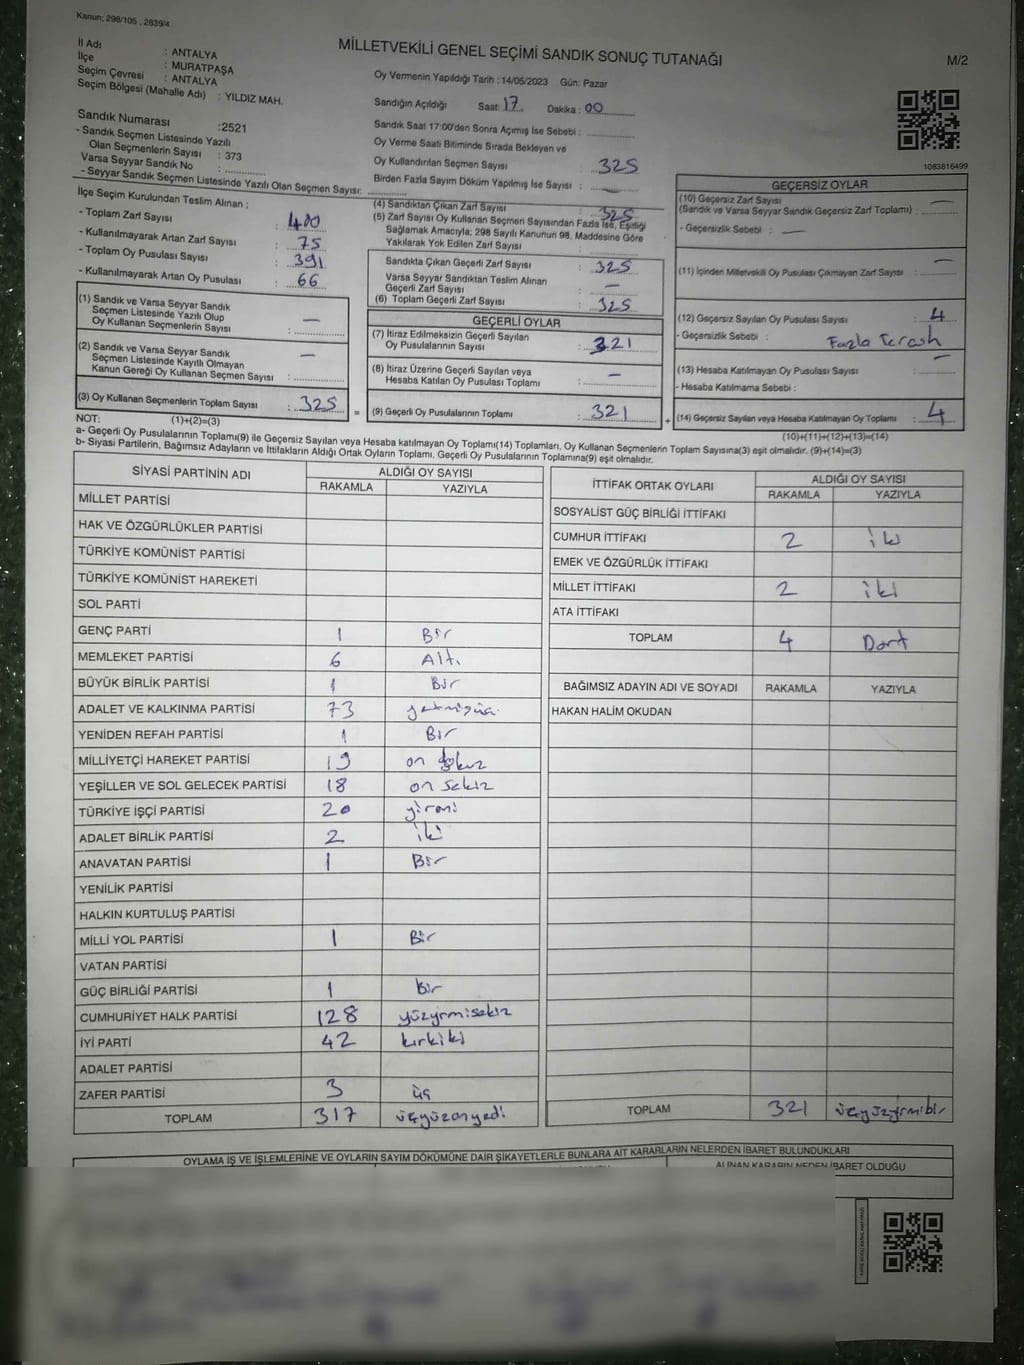 Kanun; 298/105 , 2839/4
MİLLETVEKİLİ GENEL SEÇİMİ SANDIK SONUÇ TUTANAĞI
M/2
İl Adı : ANTALYA
İlçe : MURATPAŞA
Seçim Çevresi : ANTALYA
Seçim Bölgesi (Mahalle Adı) : YILDIZ MAH.
Oy Vermenin Yapıldığı Tarih : 14/05/2023 Gün: Pazar
Sandığın Açıldığı Saat: 17 Dakika : 00
Sandık Saat 17:00'den Sonra Açımış İse Sebebi :
Oy Verme Saati Bitiminde Sırada Bekleyen ve
Oy Kullandırılan Seçmen Sayısı 325
Birden Fazla Sayım Döküm Yapılmış İse Sayısı : —
1083816499
Sandık Numarası :2521
- Sandık Seçmen Listesinde Yazılı
Olan Seçmenlerin Sayısı : 373
Varsa Seyyar Sandık No :
- Seyyar Sandık Seçmen Listesinde Yazılı Olan Seçmen Sayısı:
İlçe Seçim Kurulundan Teslim Alınan ;
- Toplam Zarf Sayısı : 400
- Kullanılmayarak Artan Zarf Sayısı : 75
- Toplam Oy Pusulası Sayısı : 391
- Kullanılmayarak Artan Oy Pusulası : 66
(1) Sandık ve Varsa Seyyar Sandık
Seçmen Listesinde Yazılı Olup
Oy Kullanan Seçmenlerin Sayısı : —
(2) Sandık ve Varsa Seyyar Sandık
Seçmen Listesinde Kayıtlı Olmayan
Kanun Gereği Oy Kullanan Seçmen Sayısı : —
(3) Oy Kullanan Seçmenlerin Toplam Sayısı : 325 =
(4) Sandıktan Çıkan Zarf Sayısı : 325
(5) Zarf Sayısı Oy Kullanan Seçmen Sayısından Fazla İse, Eşitliği
Sağlamak Amacıyla; 298 Sayılı Kanunun 98. Maddesine Göre
Yakılarak Yok Edilen Zarf Sayısı
Sandıkta Çıkan Geçerli Zarf Sayısı : 325
Varsa Seyyar Sandıktan Teslim Alınan
Geçerli Zarf Sayısı : —
(6) Toplam Geçerli Zarf Sayısı : 325
GEÇERLİ OYLAR
(7) İtiraz Edilmeksizin Geçerli Sayılan
Oy Pusulalarının Sayısı : 321
(8) İtiraz Üzerine Geçerli Sayılan veya
Hesaba Katılan Oy Pusulası Toplamı : —
(9) Geçerli Oy Pusulalarının Toplamı : 321 +
GEÇERSİZ OYLAR
(10) Geçersiz Zarf Sayısı
(Sandık ve Varsa Seyyar Sandık Geçersiz Zarf Toplamı) : —
- Geçersizlik Sebebi : —
(11) İçinden Milletvekili Oy Pusulası Çıkmayan Zarf Sayısı : —
(12) Geçersiz Sayılan Oy Pusulası Sayısı : 4
- Geçersizlik Sebebi : Fazla Tercih
(13) Hesaba Katılmayan Oy Pusulası Sayısı : —
- Hesaba Katılmama Sebebi :
(14) Geçersiz Sayılan veya Hesaba Katılmayan Oy Toplamı : 4
NOT: (1)+(2)=(3)
(10)+(11)+(12)+(13)=(14)
a- Geçerli Oy Pusulalarının Toplamı(9) ile Geçersiz Sayılan veya Hesaba katılmayan Oy Toplamı(14) Toplamları, Oy Kullanan Seçmenlerin Toplam Sayısına(3) eşit olmalıdır. (9)+(14)=(3)
b- Siyasi Partilerin, Bağımsız Adayların ve İttifakların Aldığı Ortak Oyların Toplamı, Geçerli Oy Pusulalarının Toplamına(9) eşit olmalıdır.
SİYASİ PARTİNİN ADI ALDIĞI OY SAYISI
RAKAMLA YAZIYLA
MİLLET PARTİSİ
HAK VE ÖZGÜRLÜKLER PARTİSİ
TÜRKİYE KOMÜNİST PARTİSİ
TÜRKİYE KOMÜNİST HAREKETİ
SOL PARTİ
GENÇ PARTİ 1 Bir
MEMLEKET PARTİSİ 6 Altı
BÜYÜK BİRLİK PARTİSİ 1 Bir
ADALET VE KALKINMA PARTİSİ 73 yetmişüç
YENİDEN REFAH PARTİSİ 1 Bir
MİLLİYETÇİ HAREKET PARTİSİ 19 on dokuz
YEŞİLLER VE SOL GELECEK PARTİSİ 18 on sekiz
TÜRKİYE İŞÇİ PARTİSİ 20 yirmi
ADALET BİRLİK PARTİSİ 2 iki
ANAVATAN PARTİSİ 1 Bir
YENİLİK PARTİSİ
HALKIN KURTULUŞ PARTİSİ
MİLLİ YOL PARTİSİ 1 Bir
VATAN PARTİSİ
GÜÇ BİRLİĞİ PARTİSİ 1 bir
CUMHURİYET HALK PARTİSİ 128 yüzyirmisekiz
İYİ PARTİ 42 kırkiki
ADALET PARTİSİ
ZAFER PARTİSİ 3 üç
TOPLAM 317 üçyüzonyedi
İTTİFAK ORTAK OYLARI ALDIĞI OY SAYISI
RAKAMLA YAZIYLA
SOSYALİST GÜÇ BİRLİĞİ İTTİFAKI
CUMHUR İTTİFAKI 2 iki
EMEK VE ÖZGÜRLÜK İTTİFAKI
MİLLET İTTİFAKI 2 iki
ATA İTTİFAKI
TOPLAM 4 Dört
BAĞIMSIZ ADAYIN ADI VE SOYADI RAKAMLA YAZIYLA
HAKAN HALİM OKUDAN
TOPLAM 321 üçyüzyirmibir
OYLAMA İŞ VE İŞLEMLERİNE VE OYLARIN SAYIM DÖKÜMÜNE DAİR ŞİKAYETLERLE BUNLARA AİT KARARLARIN NELERDEN İBARET BULUNDUKLARI
ALINAN KARARIN NEDEN İBARET OLDUĞU